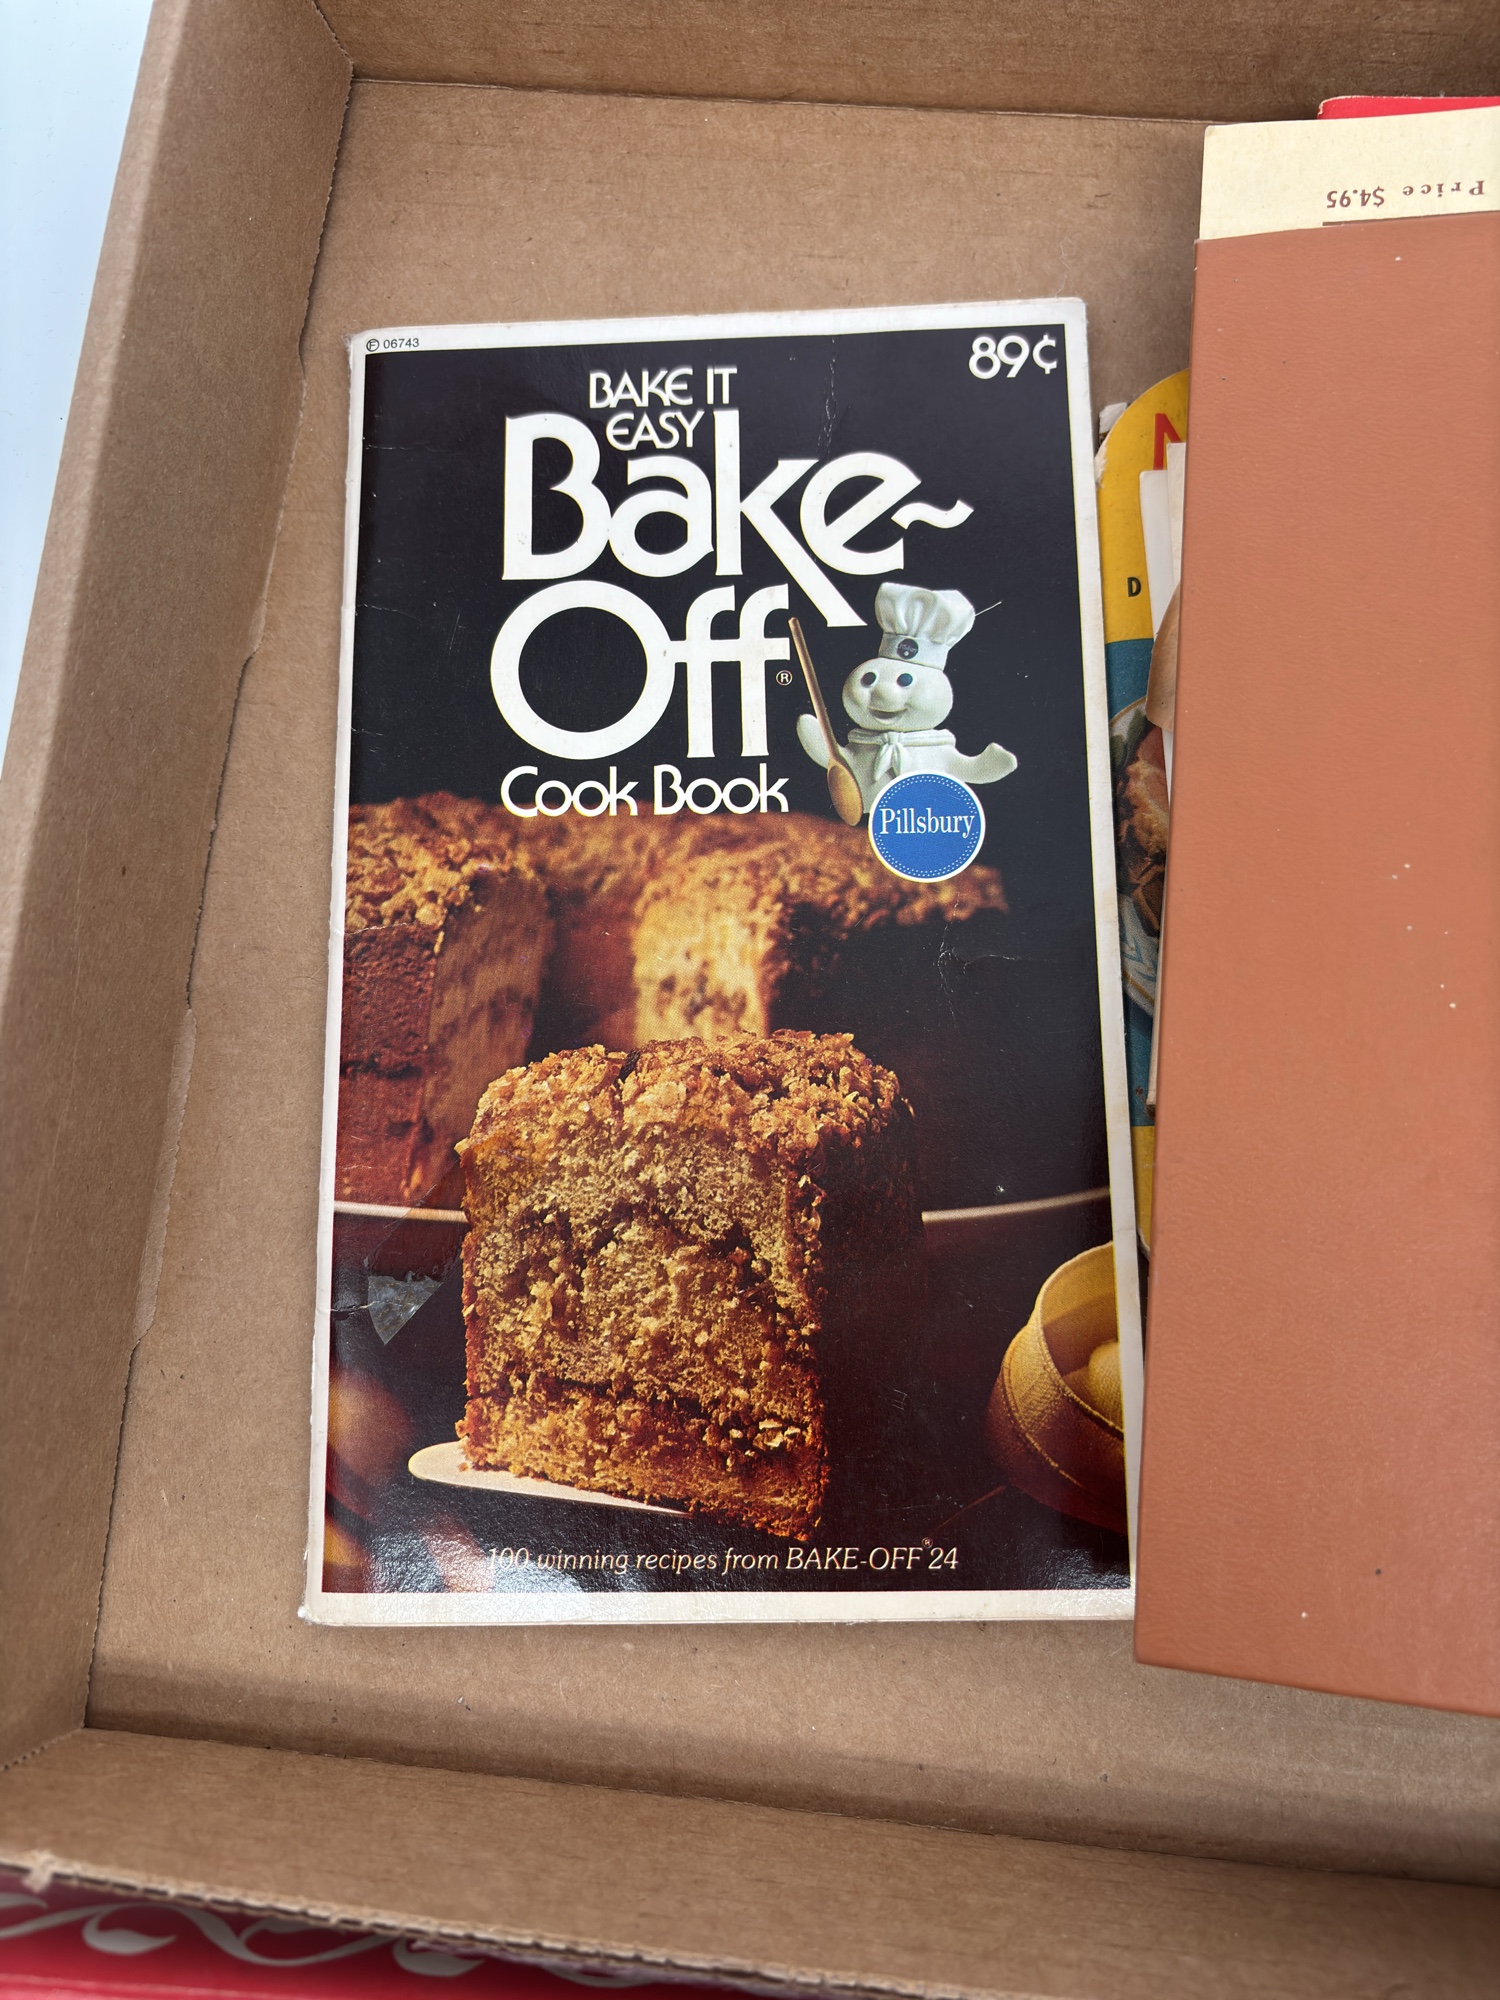 Ⓕ 06743
89¢
BAKE IT
EASY
Bake-
Off®
Cook Book
Pillsbury
100 winning recipes from BAKE-OFF® 24
Price $4.95
D